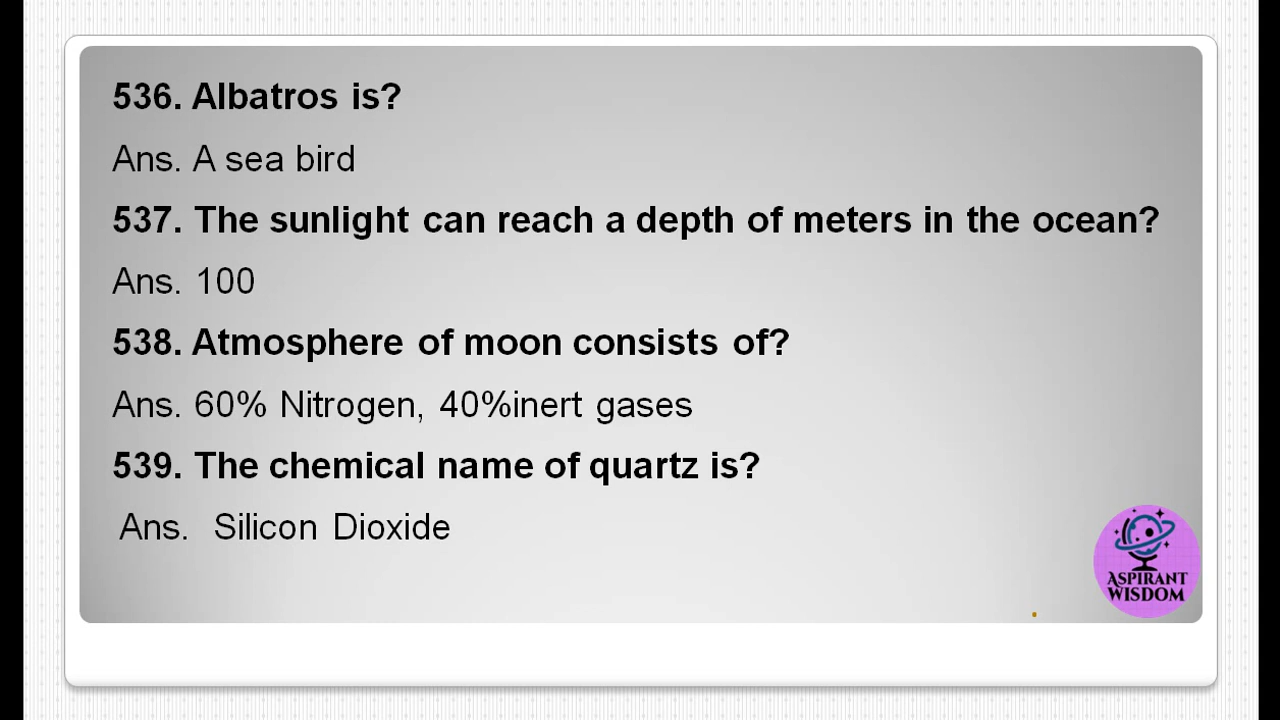 536. Albatros is?
Ans. A sea bird
537. The sunlight can reach a depth of meters in the ocean?
Ans. 100
538. Atmosphere of moon consists of?
Ans. 60% Nitrogen, 40%inert gases
539. The chemical name of quartz is?
Ans. Silicon Dioxide
ASPIRANT
WISDOM